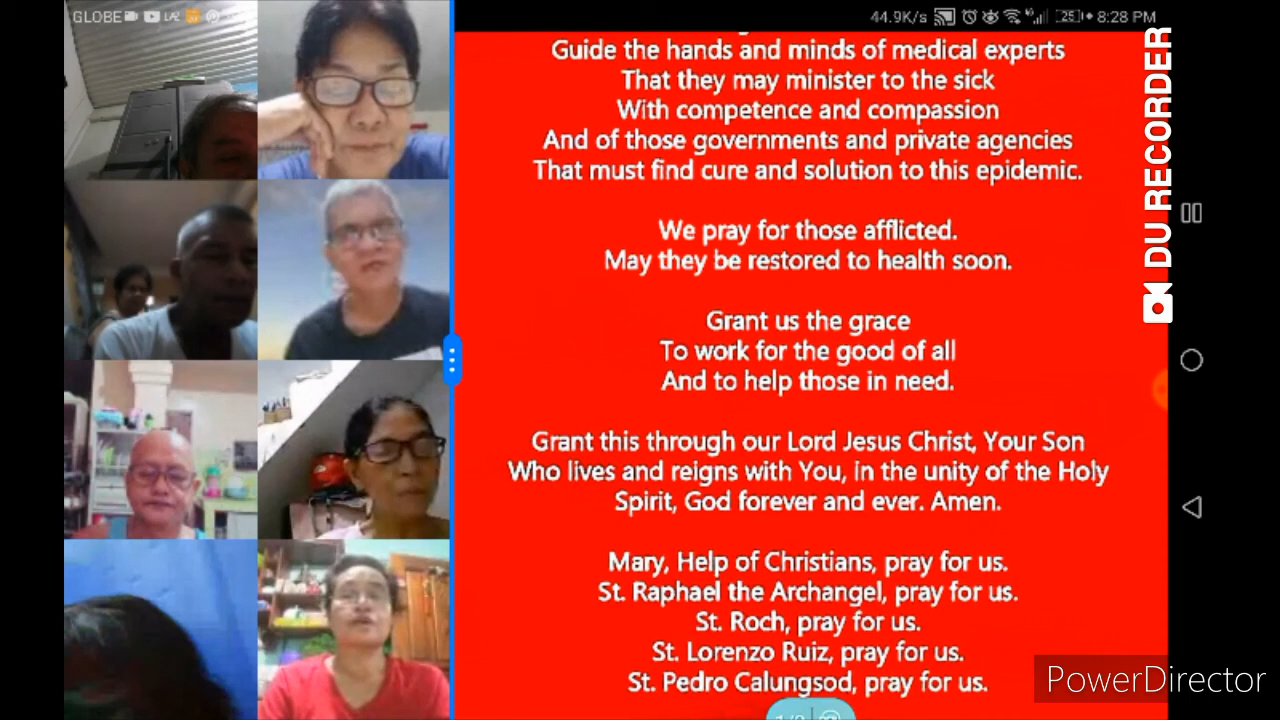 GLOBE
44.9K/s
25
8:28 PM
Guide the hands and minds of medical experts
That they may minister to the sick
With competence and compassion
And of those governments and private agencies
That must find cure and solution to this epidemic.
We pray for those afflicted.
May they be restored to health soon.
Grant us the grace
To work for the good of all
And to help those in need.
Grant this through our Lord Jesus Christ, Your Son
Who lives and reigns with You, in the unity of the Holy
Spirit, God forever and ever. Amen.
Mary, Help of Christians, pray for us.
St. Raphael the Archangel, pray for us.
St. Roch, pray for us.
St. Lorenzo Ruiz, pray for us.
St. Pedro Calungsod, pray for us.
DU RECORDER
PowerDirector